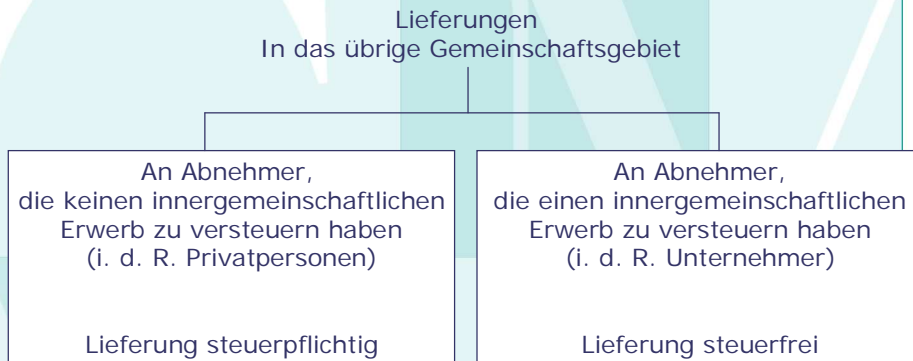 Lieferungen
In das übrige Gemeinschaftsgebiet
An Abnehmer,
die keinen innergemeinschaftlichen
Erwerb zu versteuern haben
(i. d. R. Privatpersonen)
Lieferung steuerpflichtig
An Abnehmer,
die einen innergemeinschaftlichen
Erwerb zu versteuern haben
(i. d. R. Unternehmer)
Lieferung steuerfrei